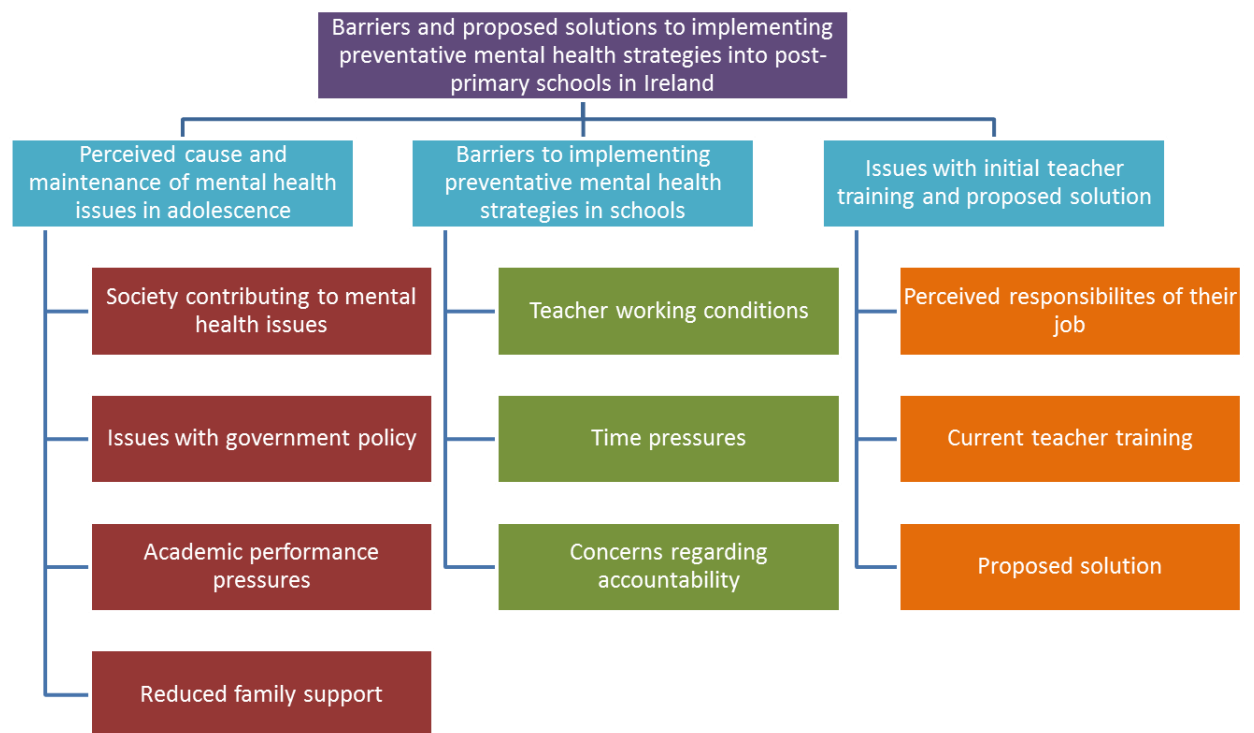 Barriers and proposed solutions to implementing
preventative mental health strategies into post-
primary schools in Ireland
Perceived cause and
maintenance of mental health
issues in adolescence
Society contributing to mental
health issues
Issues with government policy
Academic performance
pressures
Reduced family support
Barriers to implementing
preventative mental health
strategies in schools
Teacher working conditions
Time pressures
Concerns regarding
accountability
Issues with initial teacher
training and proposed solution
Perceived responsibilites of their
job
Current teacher training
Proposed solution